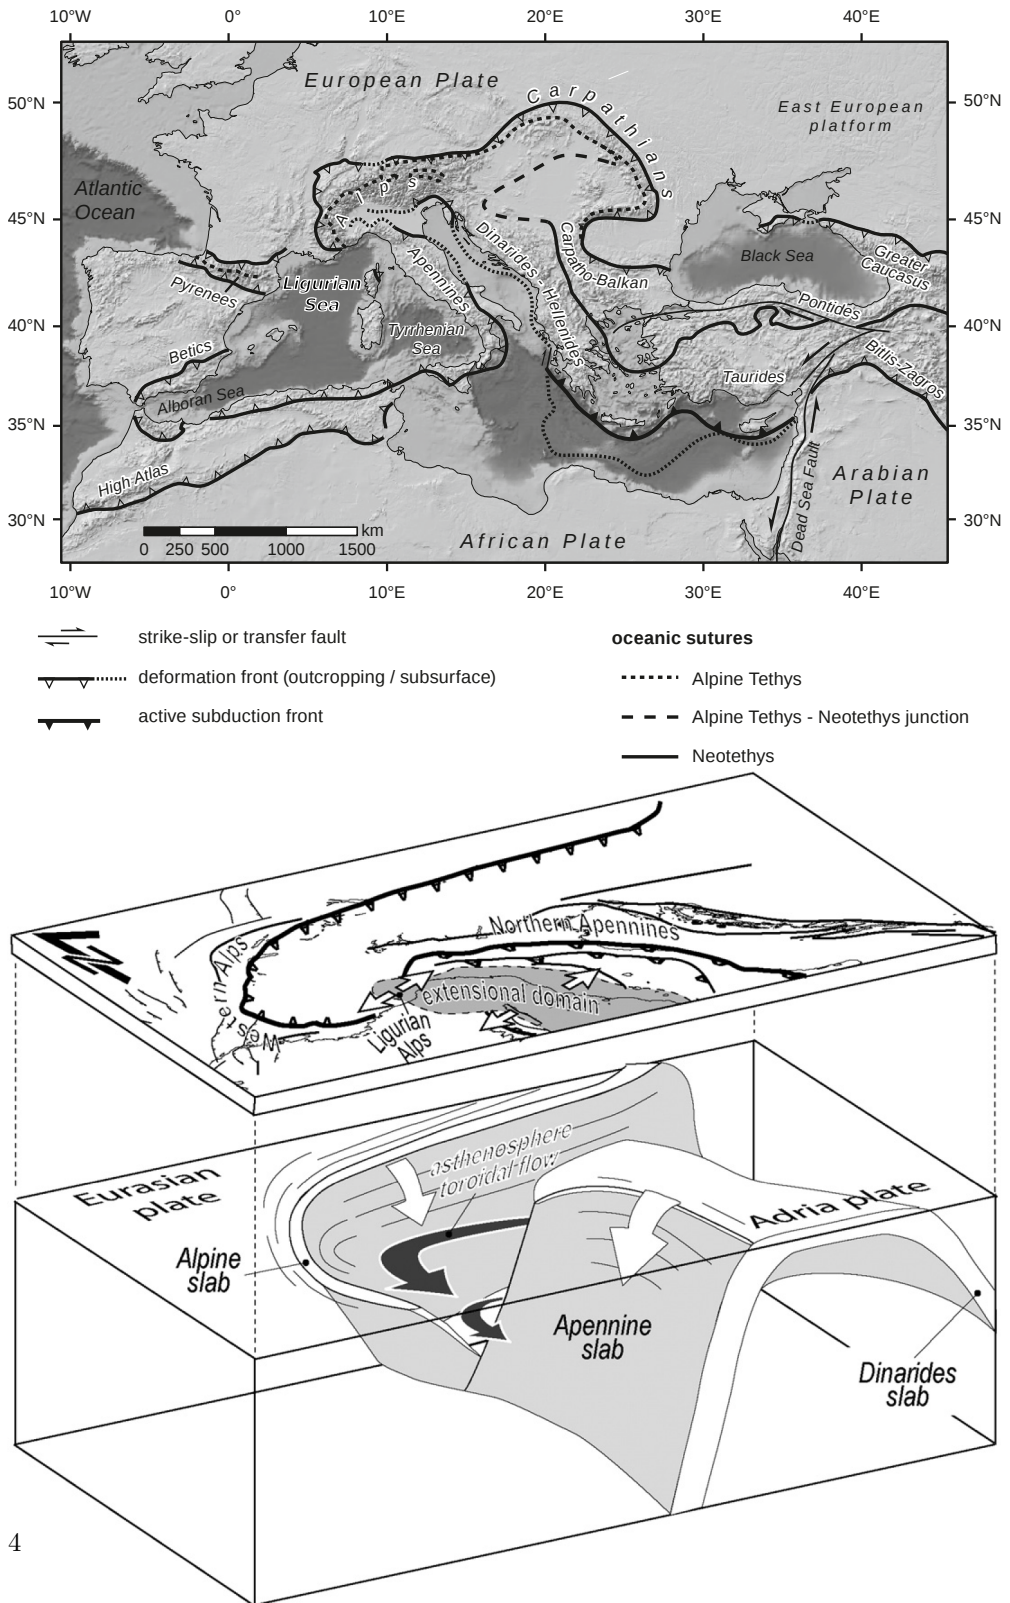 10°W 0° 10°E 20°E 30°E 40°E
European Plate
Carpathians
East European
platform
50°N
50°N
Atlantic
Ocean
Alps
45°N
45°N
Dinarides - Hellenides
Carpatho-Balkan
Black Sea
Greater
Caucasus
Pyrenees
Ligurian
Sea
Apennines
Pontides
40°N
40°N
Tyrrhenian
Sea
Betics
Bitlis-Zagros
Taurides
Alboran Sea
35°N
35°N
High Atlas
Dead Sea Fault
Arabian
Plate
30°N
30°N
km
0 250 500 1000 1500
African Plate
10°W 0° 10°E 20°E 30°E 40°E
strike-slip or transfer fault
deformation front (outcropping / subsurface)
active subduction front
oceanic sutures
Alpine Tethys
Alpine Tethys - Neotethys junction
Neotethys
N
Northern Apennines
Western Alps
extensional domain
Ligurian
Alps
asthenosphere
toroidal flow
Eurasian
plate
Adria plate
Alpine
slab
Apennine
slab
Dinarides
slab
4